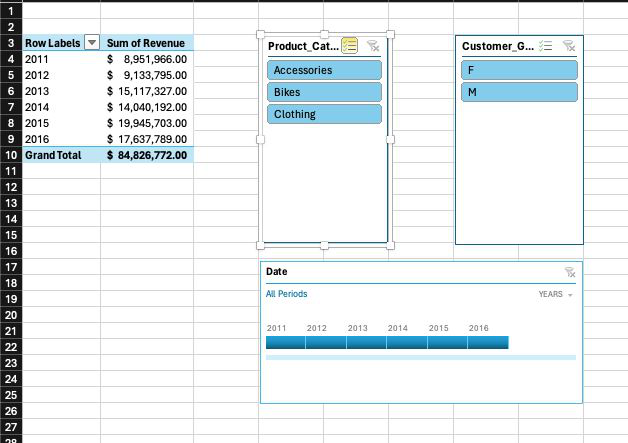 1
2
3 Row Labels Sum of Revenue Product_Cat... Customer_G...
4 2011 $ 8,951,966.00 Accessories F
5 2012 $ 9,133,795.00 Bikes M
6 2013 $ 15,117,327.00 Clothing
7 2014 $ 14,040,192.00
8 2015 $ 19,945,703.00
9 2016 $ 17,637,789.00
10 Grand Total $ 84,826,772.00
11
12
13
14
15
16
17 Date
18 All Periods YEARS
19
20
21 2011 2012 2013 2014 2015 2016
22
23
24
25
26
27
28